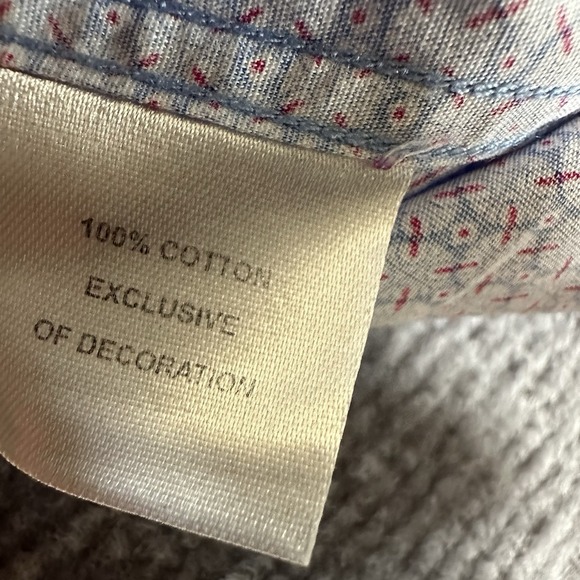 100% COTTON
EXCLUSIVE
OF DECORATION